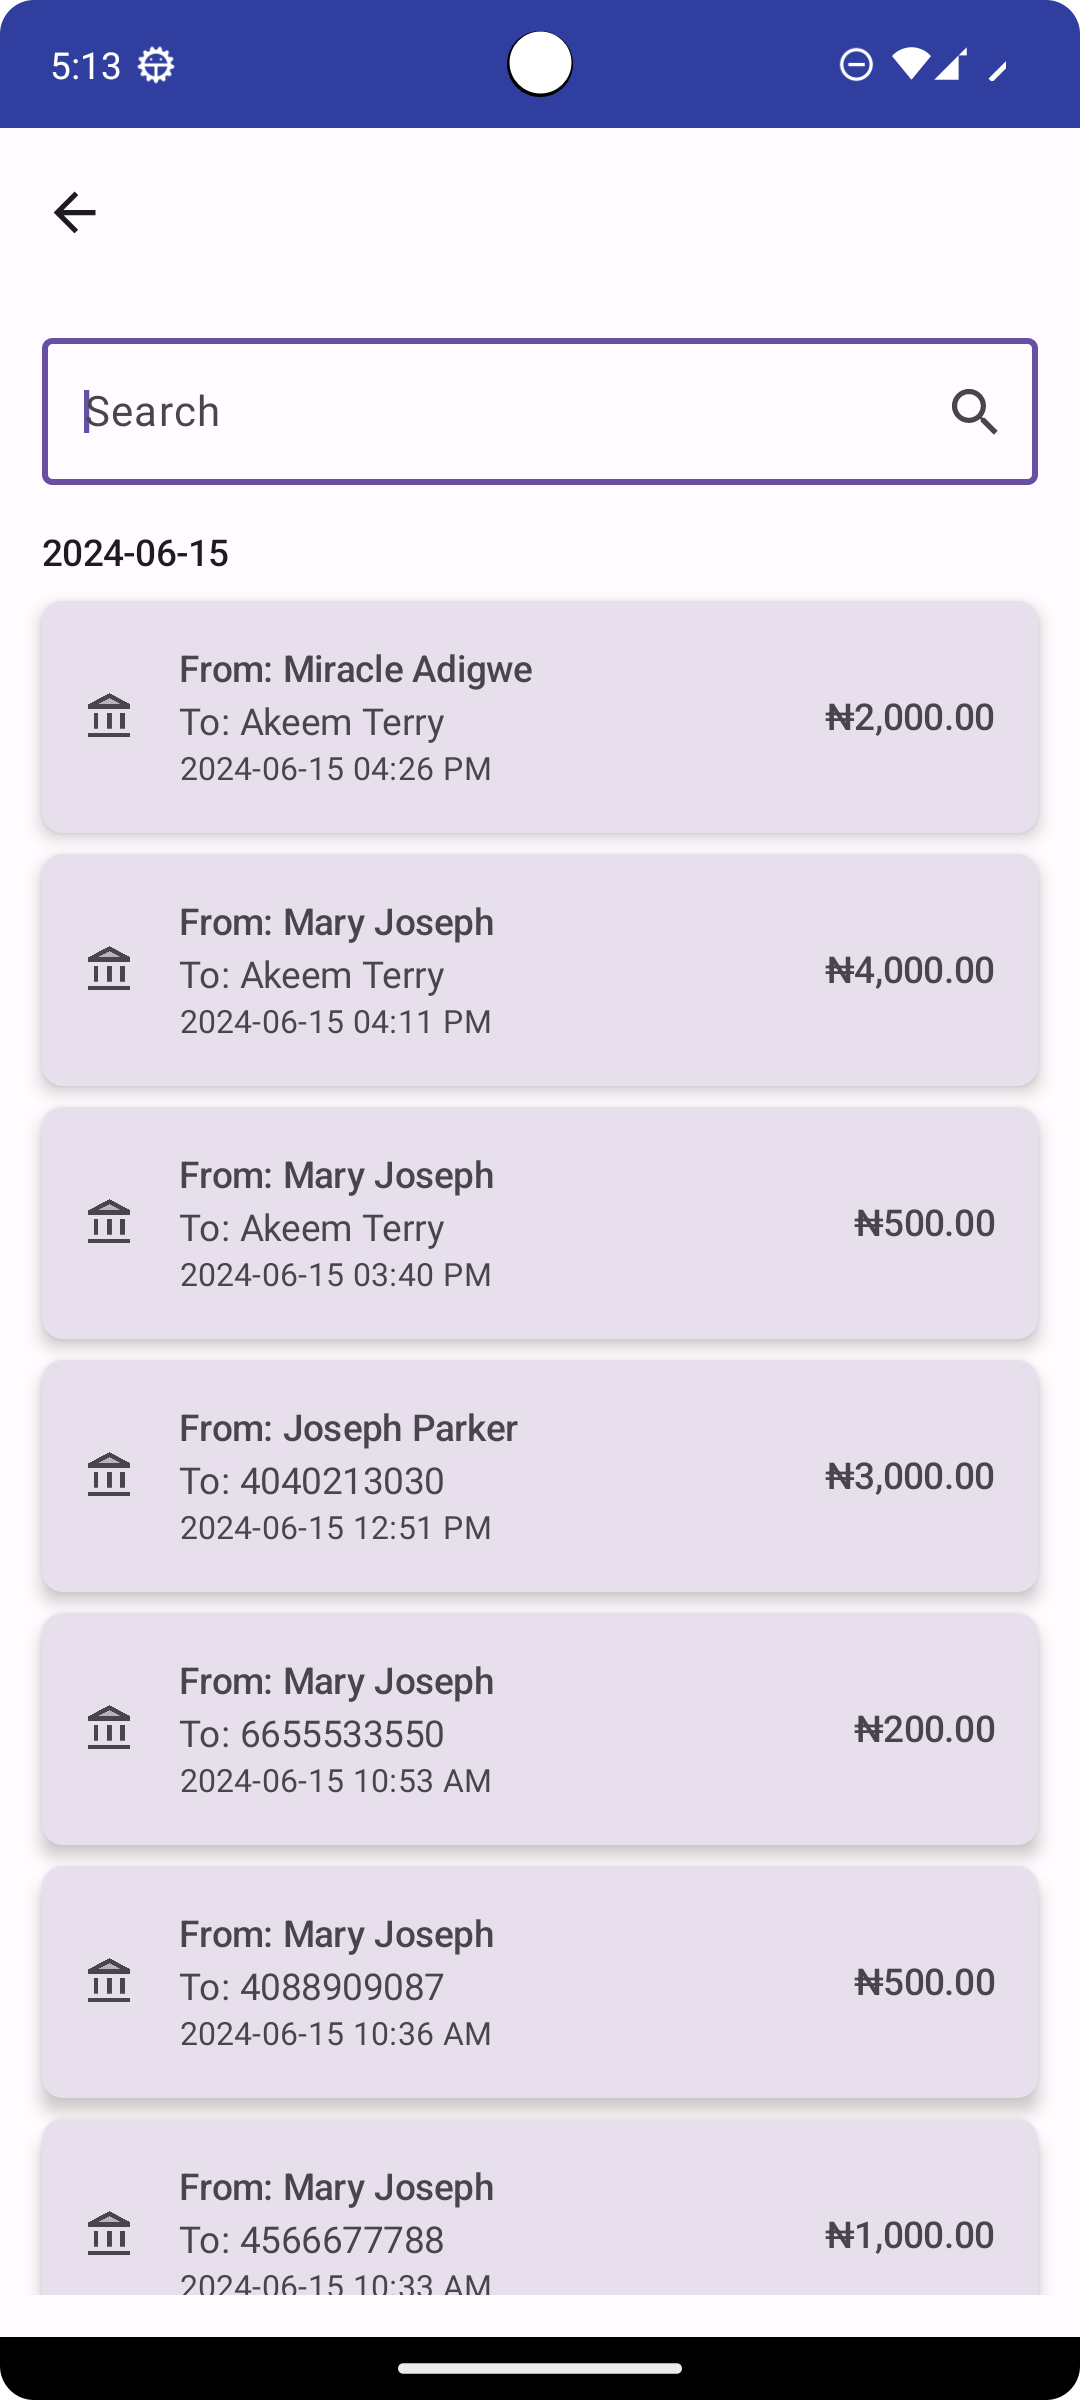 5:13
Search
2024-06-15
From: Miracle Adigwe
To: Akeem Terry
2024-06-15 04:26 PM
₦2,000.00
From: Mary Joseph
To: Akeem Terry
2024-06-15 04:11 PM
₦4,000.00
From: Mary Joseph
To: Akeem Terry
2024-06-15 03:40 PM
₦500.00
From: Joseph Parker
To: 4040213030
2024-06-15 12:51 PM
₦3,000.00
From: Mary Joseph
To: 6655533550
2024-06-15 10:53 AM
₦200.00
From: Mary Joseph
To: 4088909087
2024-06-15 10:36 AM
₦500.00
From: Mary Joseph
To: 4566677788
2024-06-15 10:33 AM
₦1,000.00